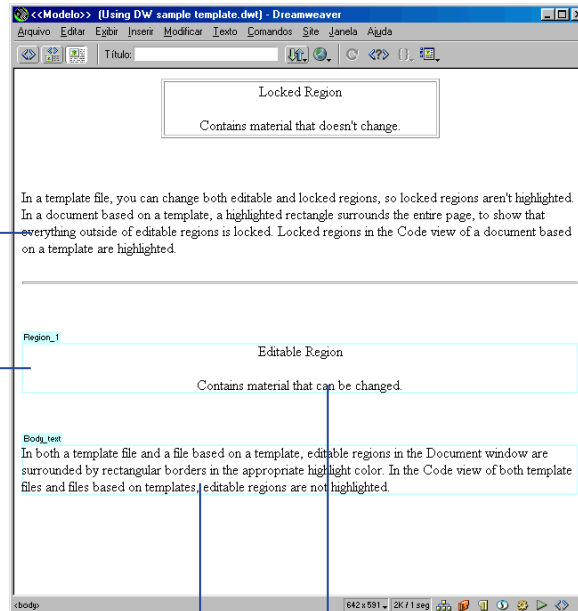 <<Modelo>> (Using DW sample template.dwt) - Dreamweaver
Arquivo Editar Exibir Inserir Modificar Texto Comandos Site Janela Ajuda
Título:
Locked Region
Contains material that doesn't change.
In a template file, you can change both editable and locked regions, so locked regions aren't highlighted.
In a document based on a template, a highlighted rectangle surrounds the entire page, to show that
everything outside of editable regions is locked. Locked regions in the Code view of a document based
on a template are highlighted.
Region_1
Editable Region
Contains material that can be changed.
Body_text
In both a template file and a file based on a template, editable regions in the Document window are
surrounded by rectangular borders in the appropriate highlight color. In the Code view of both template
files and files based on templates, editable regions are not highlighted.
<body> 642 x 591 2K / 1 seg